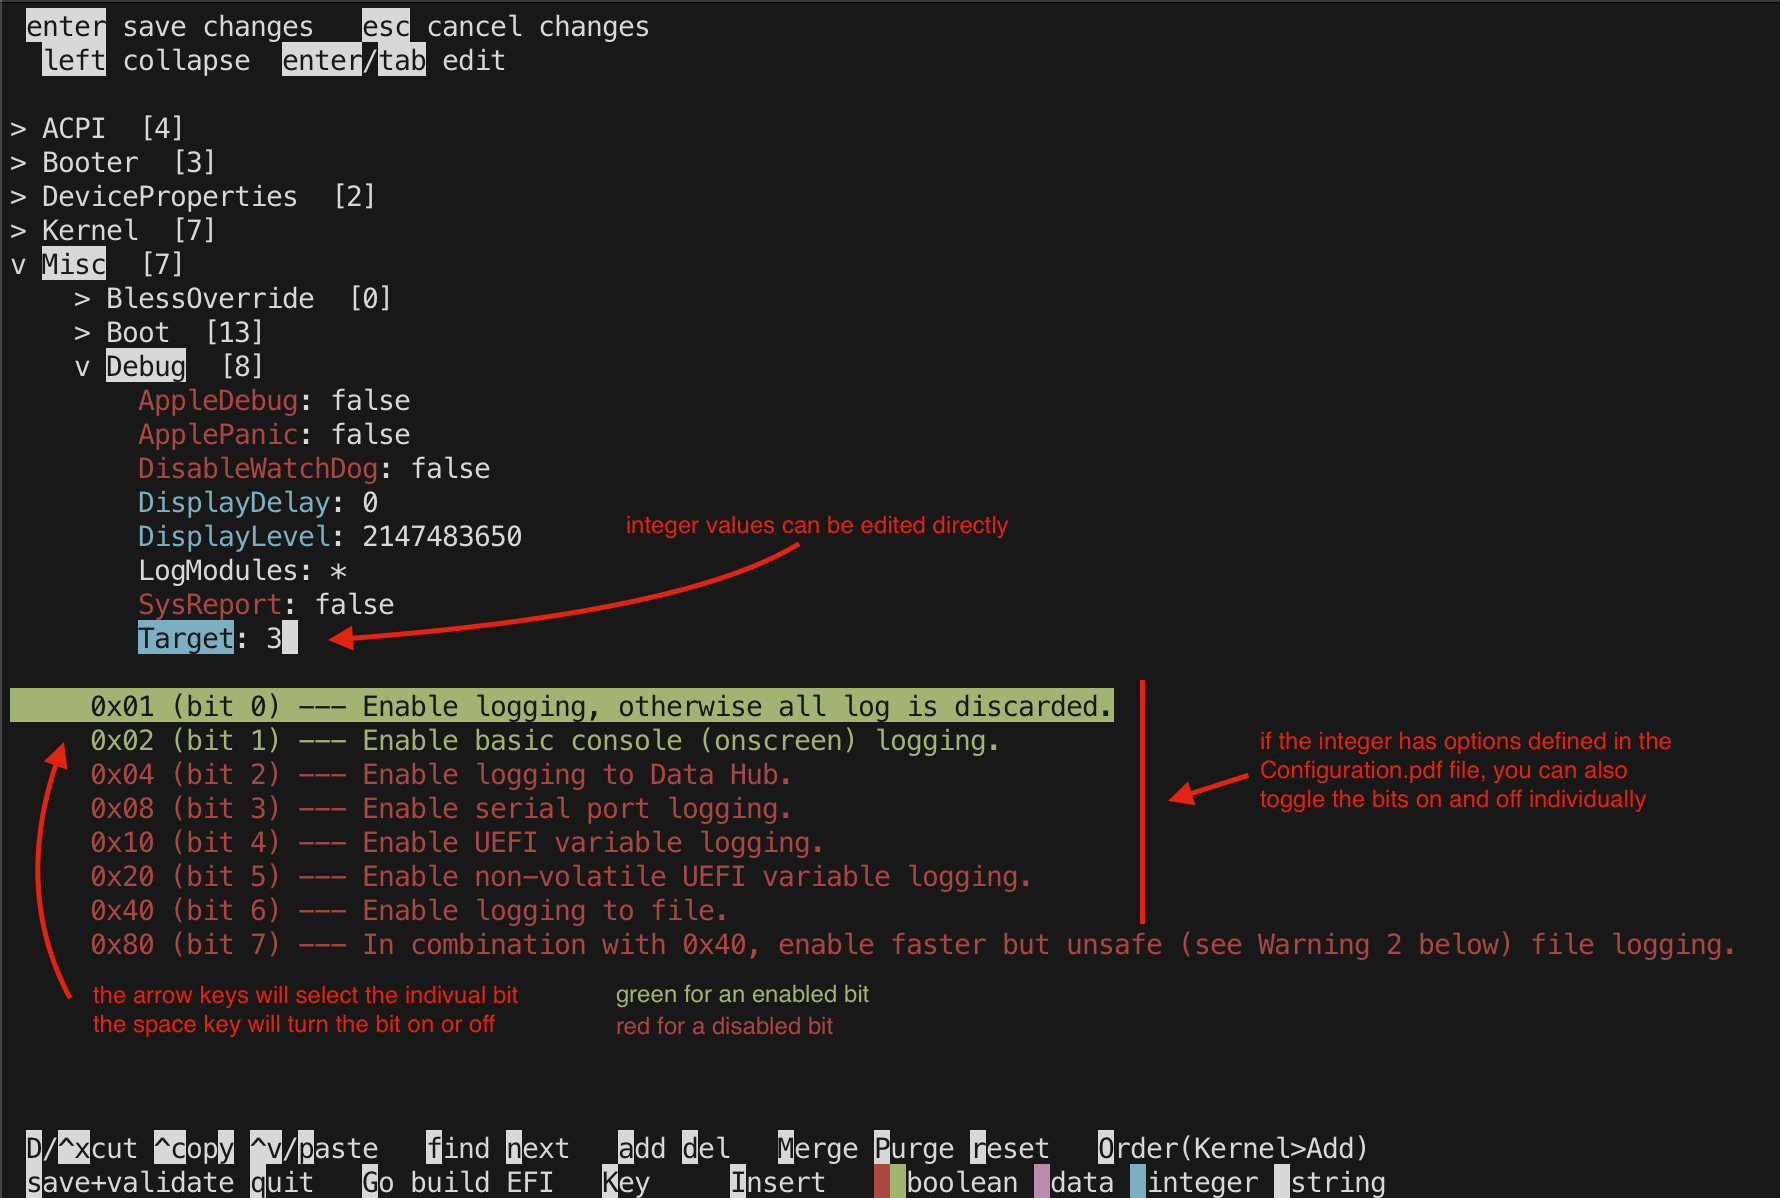 enter save changes   esc cancel changes
left collapse  enter/tab edit
> ACPI  [4]
> Booter  [3]
> DeviceProperties  [2]
> Kernel  [7]
v Misc  [7]
> BlessOverride  [0]
> Boot  [13]
v Debug  [8]
AppleDebug: false
ApplePanic: false
DisableWatchDog: false
DisplayDelay: 0
DisplayLevel: 2147483650
integer values can be edited directly
LogModules: *
SysReport: false
Target: 3
0x01 (bit 0) --- Enable logging, otherwise all log is discarded.
0x02 (bit 1) --- Enable basic console (onscreen) logging.
0x04 (bit 2) --- Enable logging to Data Hub.
0x08 (bit 3) --- Enable serial port logging.
0x10 (bit 4) --- Enable UEFI variable logging.
0x20 (bit 5) --- Enable non-volatile UEFI variable logging.
0x40 (bit 6) --- Enable logging to file.
0x80 (bit 7) --- In combination with 0x40, enable faster but unsafe (see Warning 2 below) file logging.
if the integer has options defined in the
Configuration.pdf file, you can also
toggle the bits on and off individually
the arrow keys will select the indivual bit
the space key will turn the bit on or off
green for an enabled bit
red for a disabled bit
D/^xcut ^copy ^v/paste   find next   add del   Merge Purge reset   Order(Kernel>Add)
save+validate quit   Go build EFI   Key     Insert   boolean data integer string